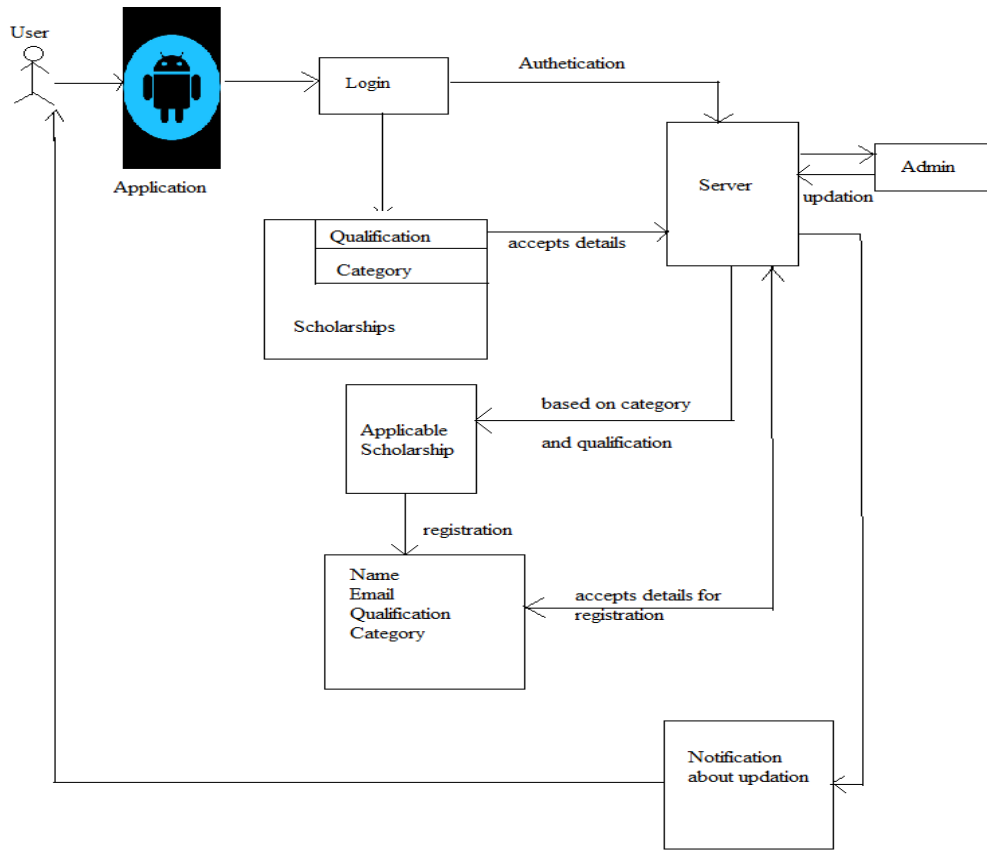 User
Application
Login
Authetication
Server
Admin
updation
Qualification
Category
Scholarships
accepts details
based on category
and qualification
Applicable
Scholarship
registration
Name
Email
Qualification
Category
accepts details for
registration
Notification
about updation